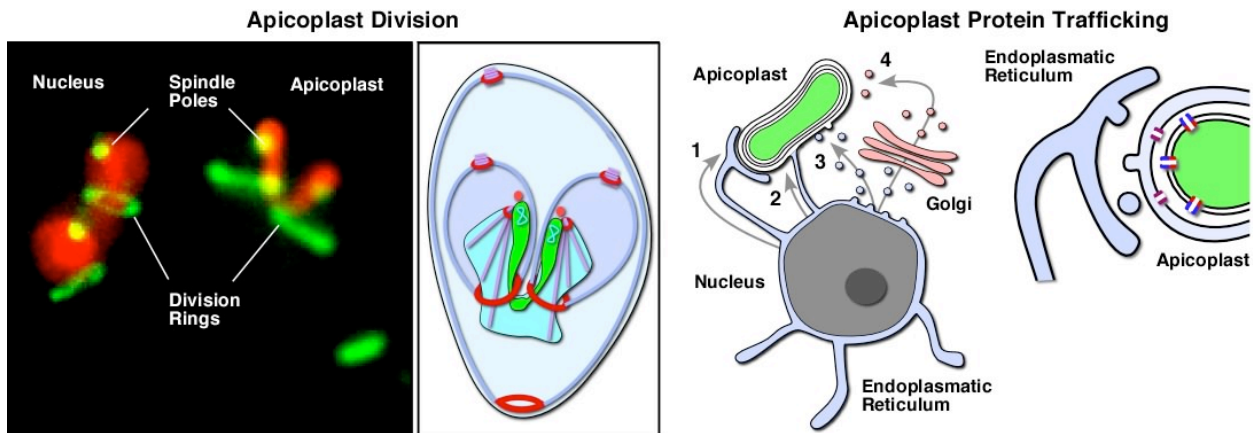 Apicoplast Division
Nucleus
Spindle
Poles
Apicoplast
Division
Rings
Apicoplast Protein Trafficking
Apicoplast
4
1
3
2
Golgi
Nucleus
Endoplasmatic
Reticulum
Endoplasmatic
Reticulum
Apicoplast